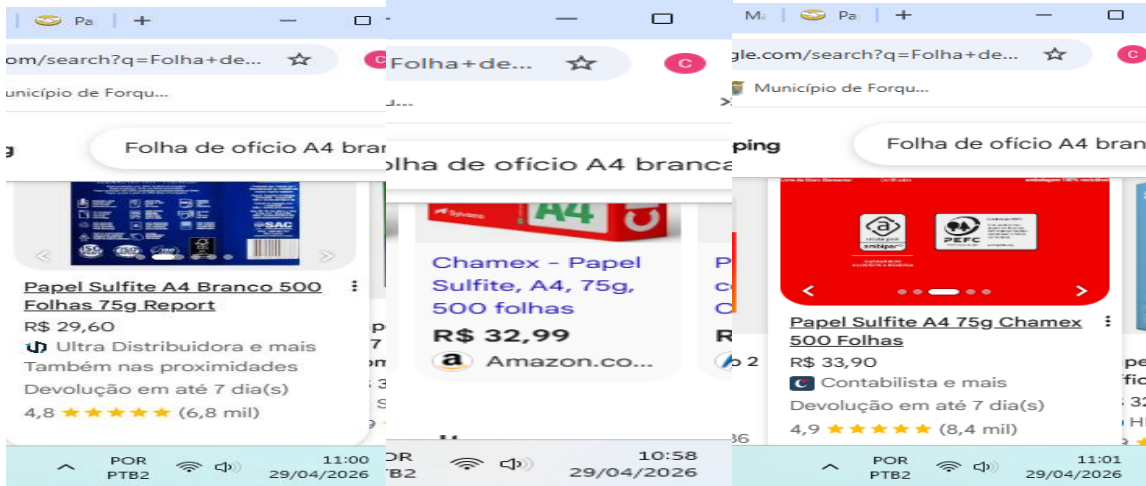 Pa
om/search?q=Folha+de...
unicípio de Forqu...
g
Folha de ofício A4 bran
SAC
Papel Sulfite A4 Branco 500
Folhas 75g Report
R$ 29,60
Ultra Distribuidora e mais
Também nas proximidades
Devolução em até 7 dia(s)
4,8 ★★★★★ (6,8 mil)
POR
PTB2
11:00
29/04/2026
Folha+de...
C
olha de ofício A4 branca
A4
Chamex - Papel
Sulfite, A4, 75g,
500 folhas
R$ 32,99
Amazon.co...
OR
B2
10:58
29/04/2026
Ma
Pa
gle.com/search?q=Folha+de...
C
Município de Forqu...
ping
Folha de ofício A4 bran
PEFC
Papel Sulfite A4 75g Chamex
500 Folhas
R$ 33,90
Contabilista e mais
Devolução em até 7 dia(s)
4,9 ★★★★★ (8,4 mil)
POR
PTB2
11:01
29/04/2026